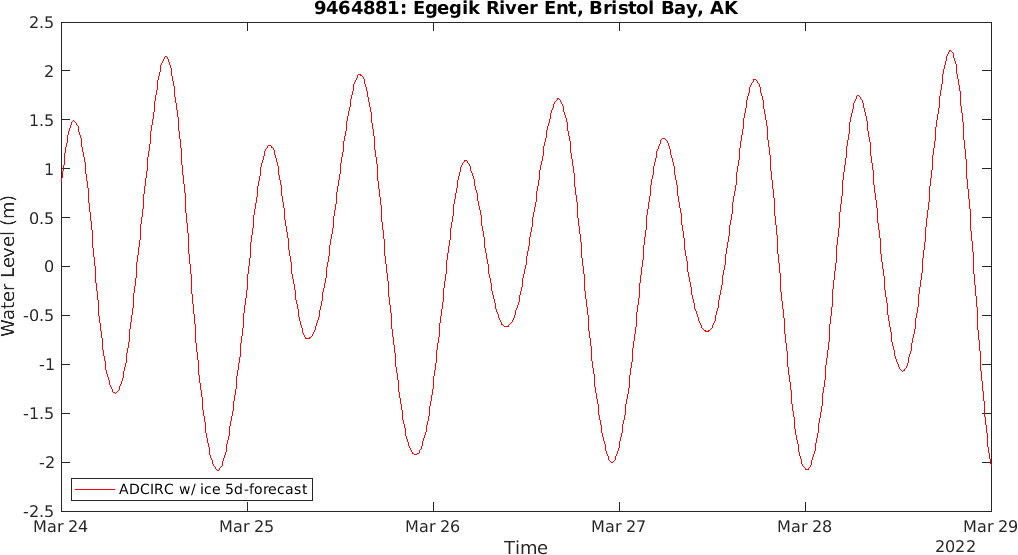 9464881: Egegik River Ent, Bristol Bay, AK
2.5
2
1.5
1
0.5
0
-0.5
-1
-1.5
-2
-2.5
Water Level (m)
ADCIRC w/ ice 5d-forecast
Mar 24 Mar 25 Mar 26 Mar 27 Mar 28 Mar 29
Time
2022